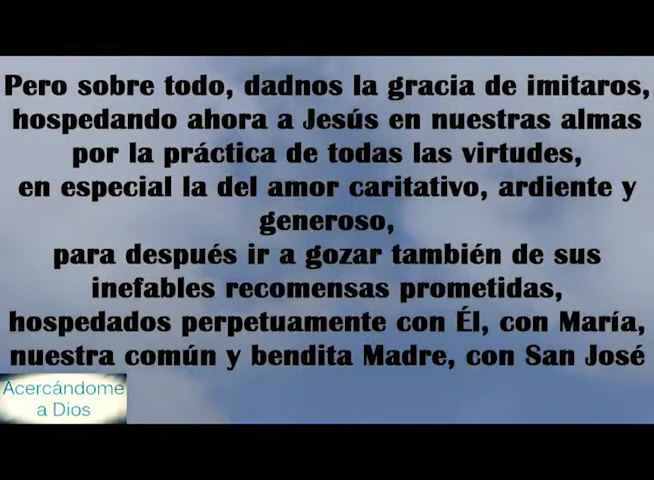 Pero sobre todo, dadnos la gracia de imitaros,
hospedando ahora a Jesús en nuestras almas
por la práctica de todas las virtudes,
en especial la del amor caritativo, ardiente y
generoso,
para después ir a gozar también de sus
inefables recomensas prometidas,
hospedados perpetuamente con Él, con María,
nuestra común y bendita Madre, con San José
Acercándome
a Dios